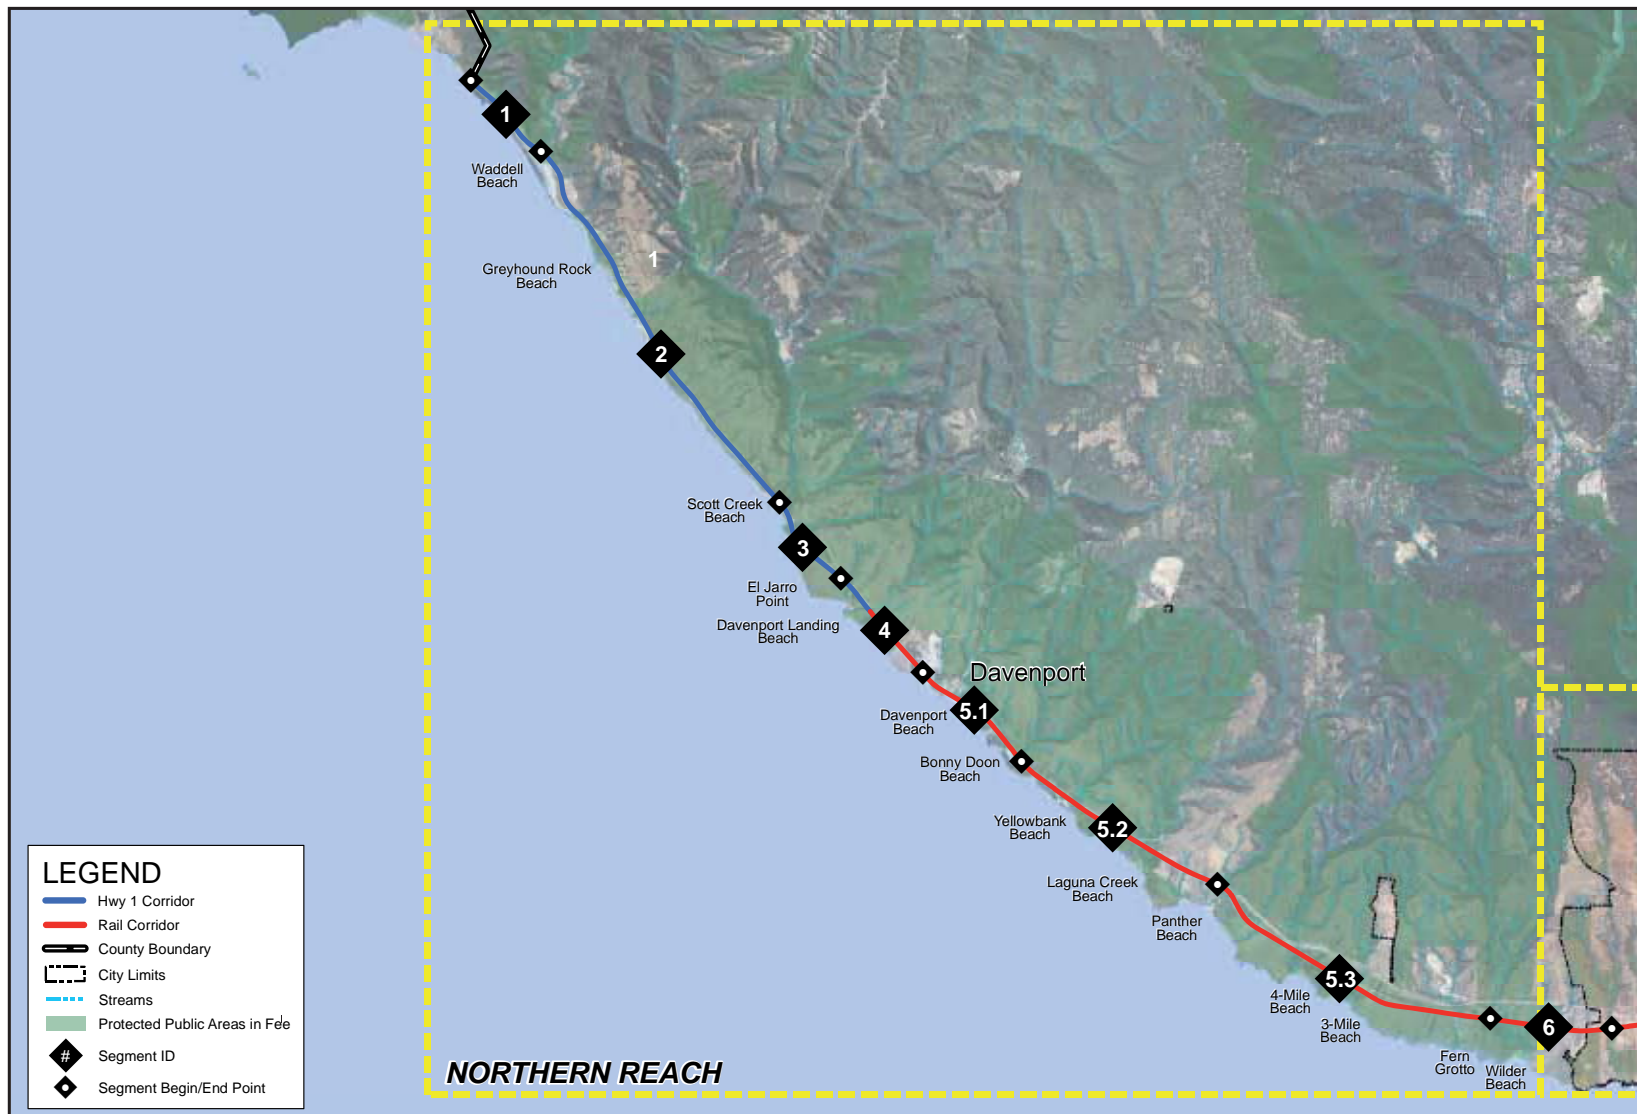 1
Waddell
Beach
1
Greyhound Rock
Beach
2
Scott Creek
Beach
3
El Jarro
Point
Davenport Landing
Beach
4
Davenport
5.1
Davenport
Beach
Bonny Doon
Beach
Yellowbank
Beach
5.2
Laguna Creek
Beach
Panther
Beach
5.3
4-Mile
Beach
3-Mile
Beach
6
Fern
Grotto
Wilder
Beach
NORTHERN REACH
LEGEND
Hwy 1 Corridor
Rail Corridor
County Boundary
City Limits
Streams
Protected Public Areas in Fee
# Segment ID
Segment Begin/End Point